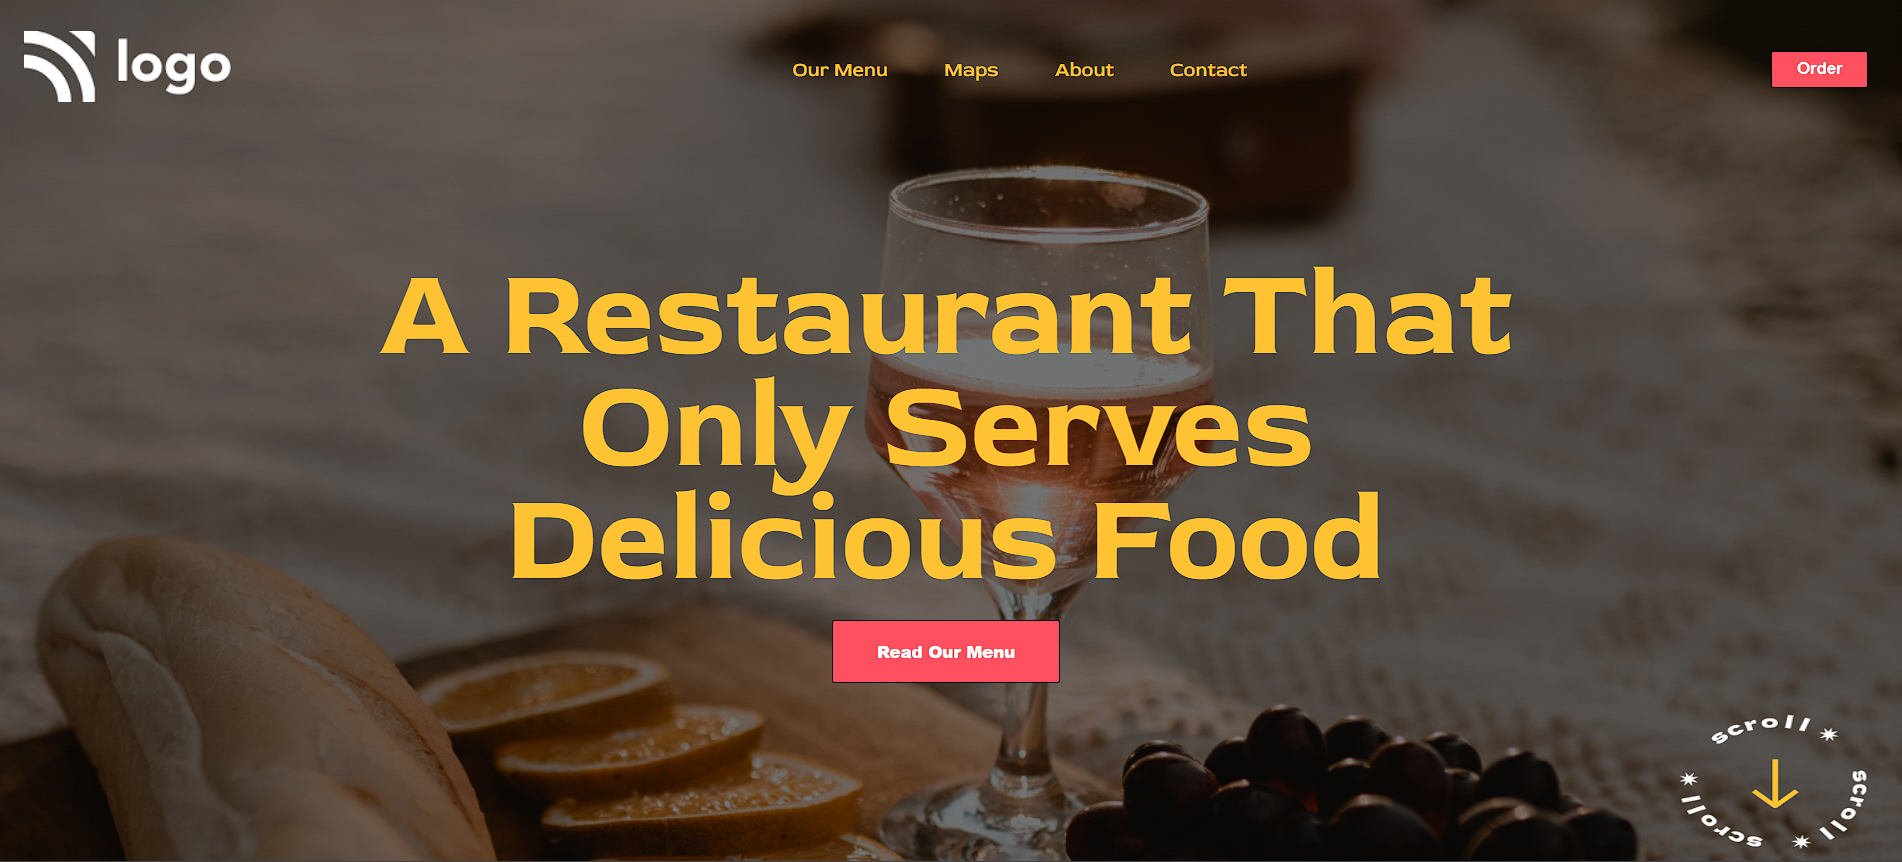 logo
Our Menu Maps About Contact
Order
A Restaurant That
Only Serves
Delicious Food
Read Our Menu
scroll * scroll * scroll *